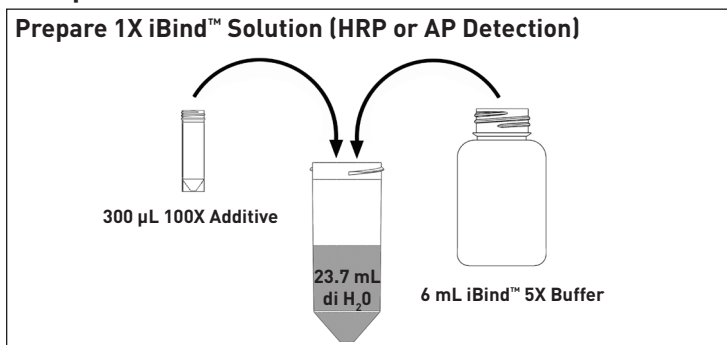 Prepare 1X iBind™ Solution (HRP or AP Detection)
300 µL 100X Additive
23.7 mL
di H₂0
6 mL iBind™ 5X Buffer